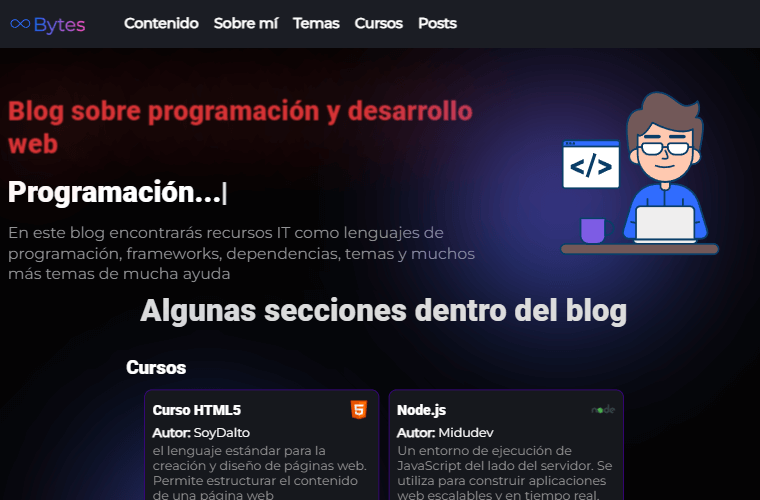 Bytes
Contenido Sobre mí Temas Cursos Posts
Blog sobre programación y desarrollo
web
Programación...|
En este blog encontrarás recursos IT como lenguajes de
programación, frameworks, dependencias, temas y muchos
más temas de mucha ayuda
</>
Algunas secciones dentro del blog
Cursos
Curso HTML5
Autor: SoyDalto
el lenguaje estándar para la
creación y diseño de páginas web.
Permite estructurar el contenido
de una página web
Node.js
node
Autor: Midudev
Un entorno de ejecución de
JavaScript del lado del servidor. Se
utiliza para construir aplicaciones
web escalables y en tiempo real.